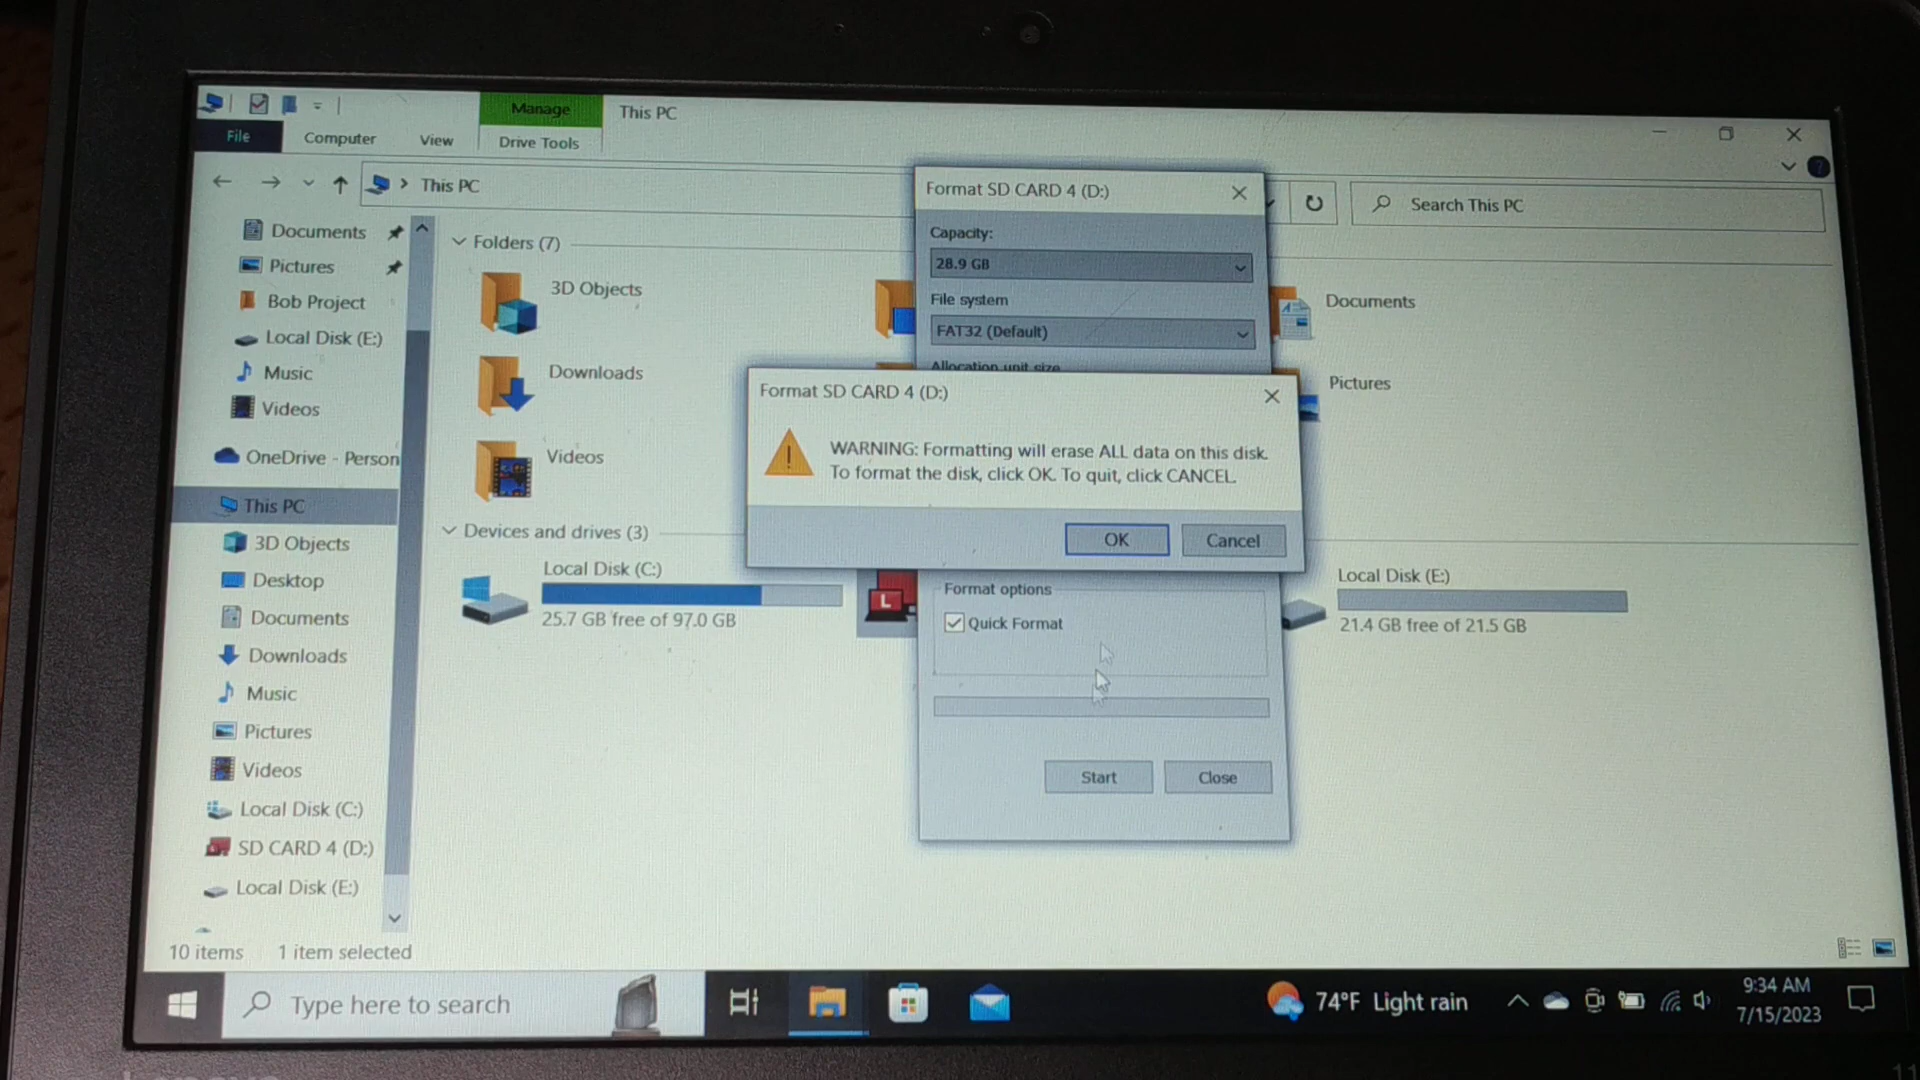 Manage
This PC
File
Computer
View
Drive Tools
This PC
Search This PC
Documents
Pictures
Bob Project
Local Disk (E:)
Music
Videos
OneDrive - Person
This PC
3D Objects
Desktop
Documents
Downloads
Music
Pictures
Videos
Local Disk (C:)
SD CARD 4 (D:)
Local Disk (E:)
Folders (7)
3D Objects
Documents
Downloads
Pictures
Videos
Devices and drives (3)
Local Disk (C:)
25.7 GB free of 97.0 GB
Local Disk (E:)
21.4 GB free of 21.5 GB
Format SD CARD 4 (D:)
Capacity:
28.9 GB
File system
FAT32 (Default)
Allocation unit size
Format SD CARD 4 (D:)
WARNING: Formatting will erase ALL data on this disk.
To format the disk, click OK. To quit, click CANCEL.
OK
Cancel
Format options
Quick Format
Start
Close
10 items
1 item selected
Type here to search
74°F Light rain
9:34 AM
7/15/2023